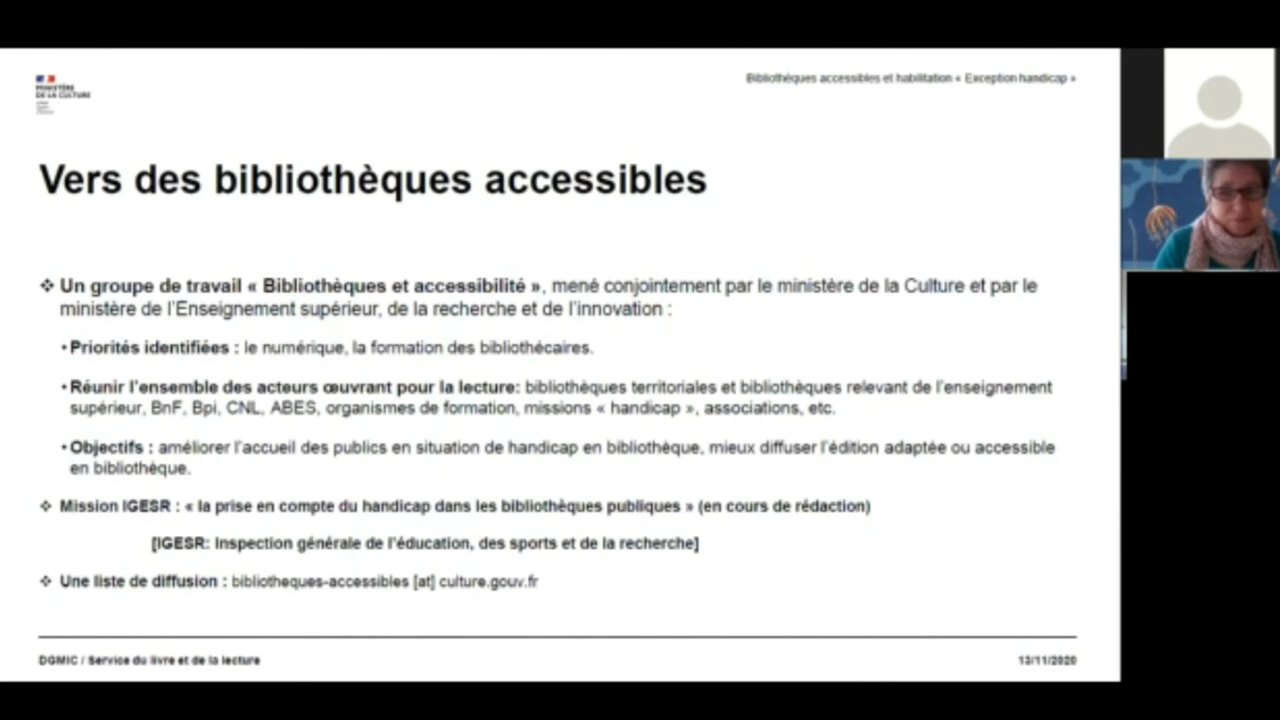 MINISTÈRE
DE LA CULTURE
Bibliothèques accessibles et habilitation « Exception handicap »
Vers des bibliothèques accessibles
❖ Un groupe de travail « Bibliothèques et accessibilité », mené conjointement par le ministère de la Culture et par le
ministère de l'Enseignement supérieur, de la recherche et de l'innovation :
• Priorités identifiées : le numérique, la formation des bibliothécaires.
• Réunir l'ensemble des acteurs œuvrant pour la lecture: bibliothèques territoriales et bibliothèques relevant de l'enseignement
supérieur, BnF, Bpi, CNL, ABES, organismes de formation, missions « handicap », associations, etc.
• Objectifs : améliorer l'accueil des publics en situation de handicap en bibliothèque, mieux diffuser l'édition adaptée ou accessible
en bibliothèque.
❖ Mission IGESR : « la prise en compte du handicap dans les bibliothèques publiques » (en cours de rédaction)
[IGESR: Inspection générale de l'éducation, des sports et de la recherche]
❖ Une liste de diffusion : bibliotheques-accessibles [at] culture.gouv.fr
DGMIC / Service du livre et de la lecture
13/11/2020